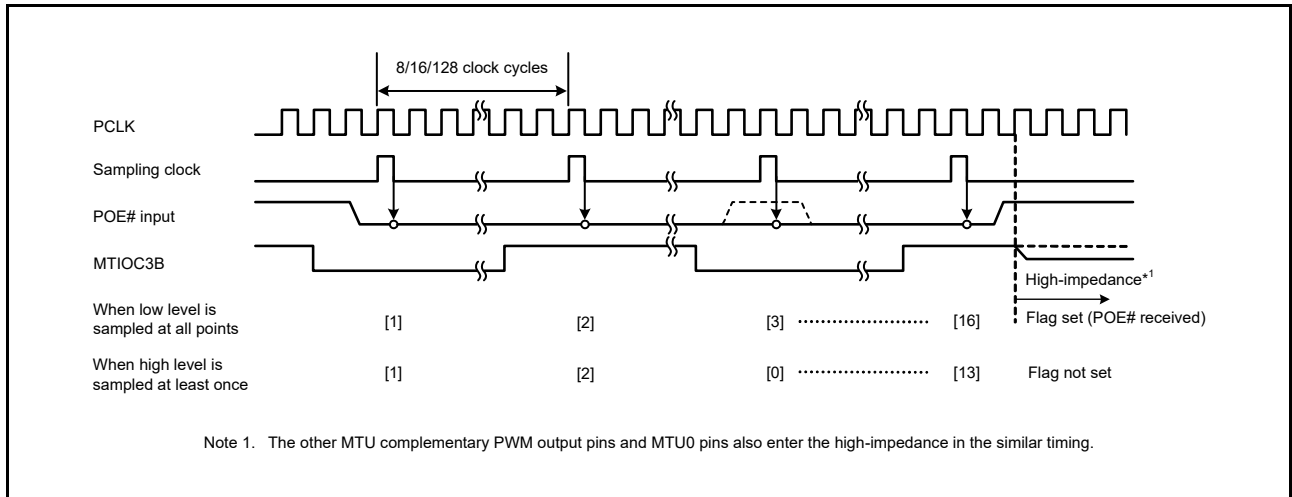 8/16/128 clock cycles
PCLK
Sampling clock
POE# input
MTIOC3B
High-impedance*1
When low level is
sampled at all points
[1] [2] [3] [16] Flag set (POE# received)
When high level is
sampled at least once
[1] [2] [0] [13] Flag not set
Note 1. The other MTU complementary PWM output pins and MTU0 pins also enter the high-impedance in the similar timing.